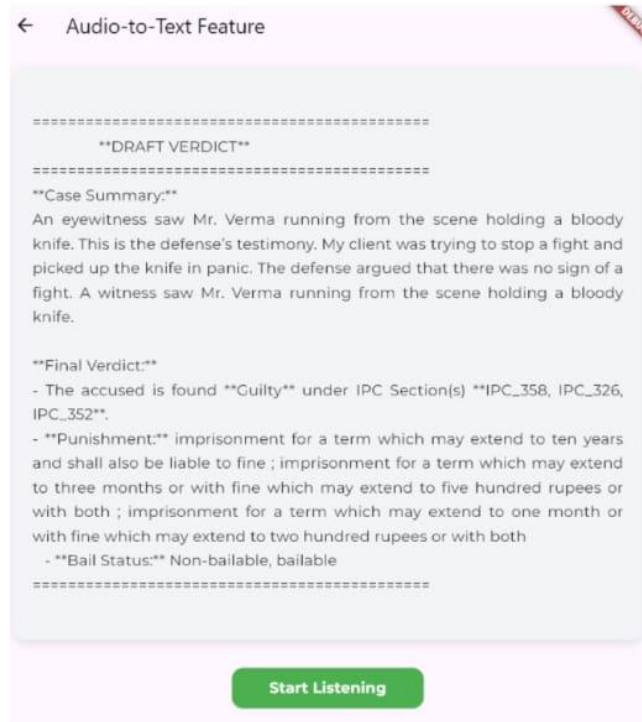 ← Audio-to-Text Feature
=============================================
**DRAFT VERDICT**
=============================================
**Case Summary:**
An eyewitness saw Mr. Verma running from the scene holding a bloody
knife. This is the defense's testimony. My client was trying to stop a fight and
picked up the knife in panic. The defense argued that there was no sign of a
fight. A witness saw Mr. Verma running from the scene holding a bloody
knife.
**Final Verdict:**
- The accused is found **Guilty** under IPC Section(s) **IPC_358, IPC_326,
IPC_352**.
- **Punishment:** imprisonment for a term which may extend to ten years
and shall also be liable to fine ; imprisonment for a term which may extend
to three months or with fine which may extend to five hundred rupees or
with both ; imprisonment for a term which may extend to one month or
with fine which may extend to two hundred rupees or with both
- **Bail Status:** Non-bailable, bailable
=============================================
Start Listening